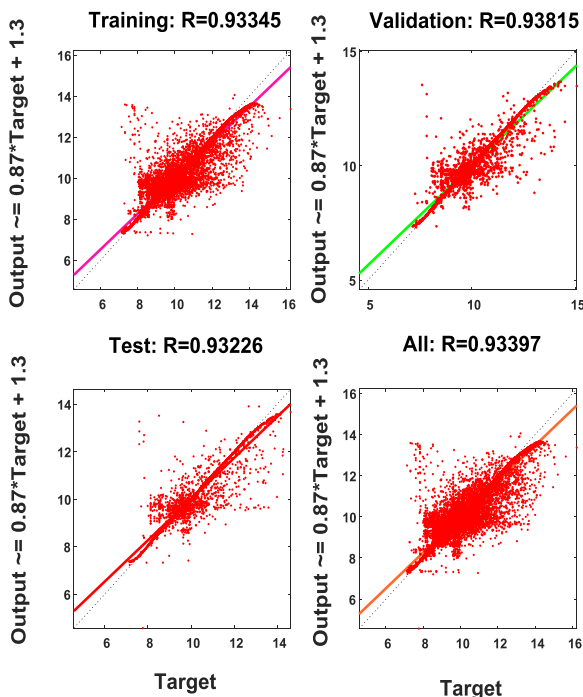 Training: R=0.93345
Output ~= 0.87*Target + 1.3
16
14
12
10
8
6
6 8 10 12 14 16
Validation: R=0.93815
Output ~= 0.87*Target + 1.3
15
10
5
5 10 15
Test: R=0.93226
Output ~= 0.87*Target + 1.3
14
12
10
8
6
6 8 10 12 14
Target
All: R=0.93397
Output ~= 0.87*Target + 1.3
16
14
12
10
8
6
6 8 10 12 14 16
Target